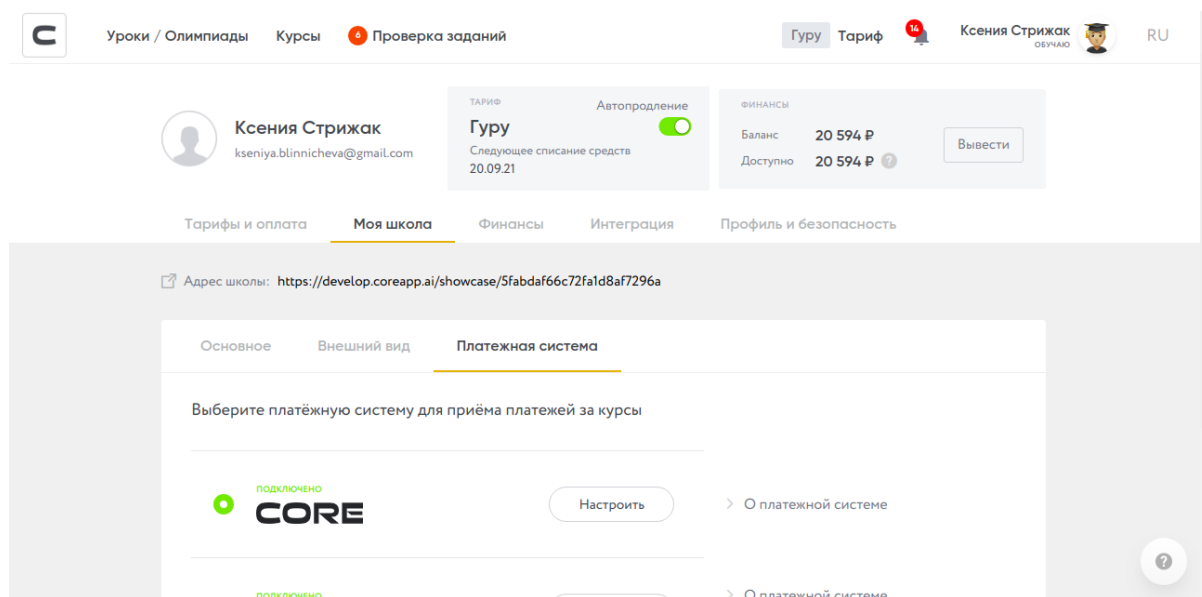 C
Уроки / Олимпиады Курсы 6 Проверка заданий Гуру Тариф 14 Ксения Стрижак RU
ОБУЧАЮ
ТАРИФ Автопродление
Гуру
Следующее списание средств
20.09.21
ФИНАНСЫ
Баланс 20 594 ₽
Доступно 20 594 ₽ ?
Вывести
Ксения Стрижак
kseniya.blinnicheva@gmail.com
Тарифы и оплата Моя школа Финансы Интеграция Профиль и безопасность
Адрес школы: https://develop.coreapp.ai/showcase/5fabdaf66c72fa1d8af7296a
Основное Внешний вид Платежная система
Выберите платёжную систему для приёма платежей за курсы
ПОДКЛЮЧЕНО
CORE Настроить О платежной системе
ПОДКЛЮЧЕНО О платежной системе
?